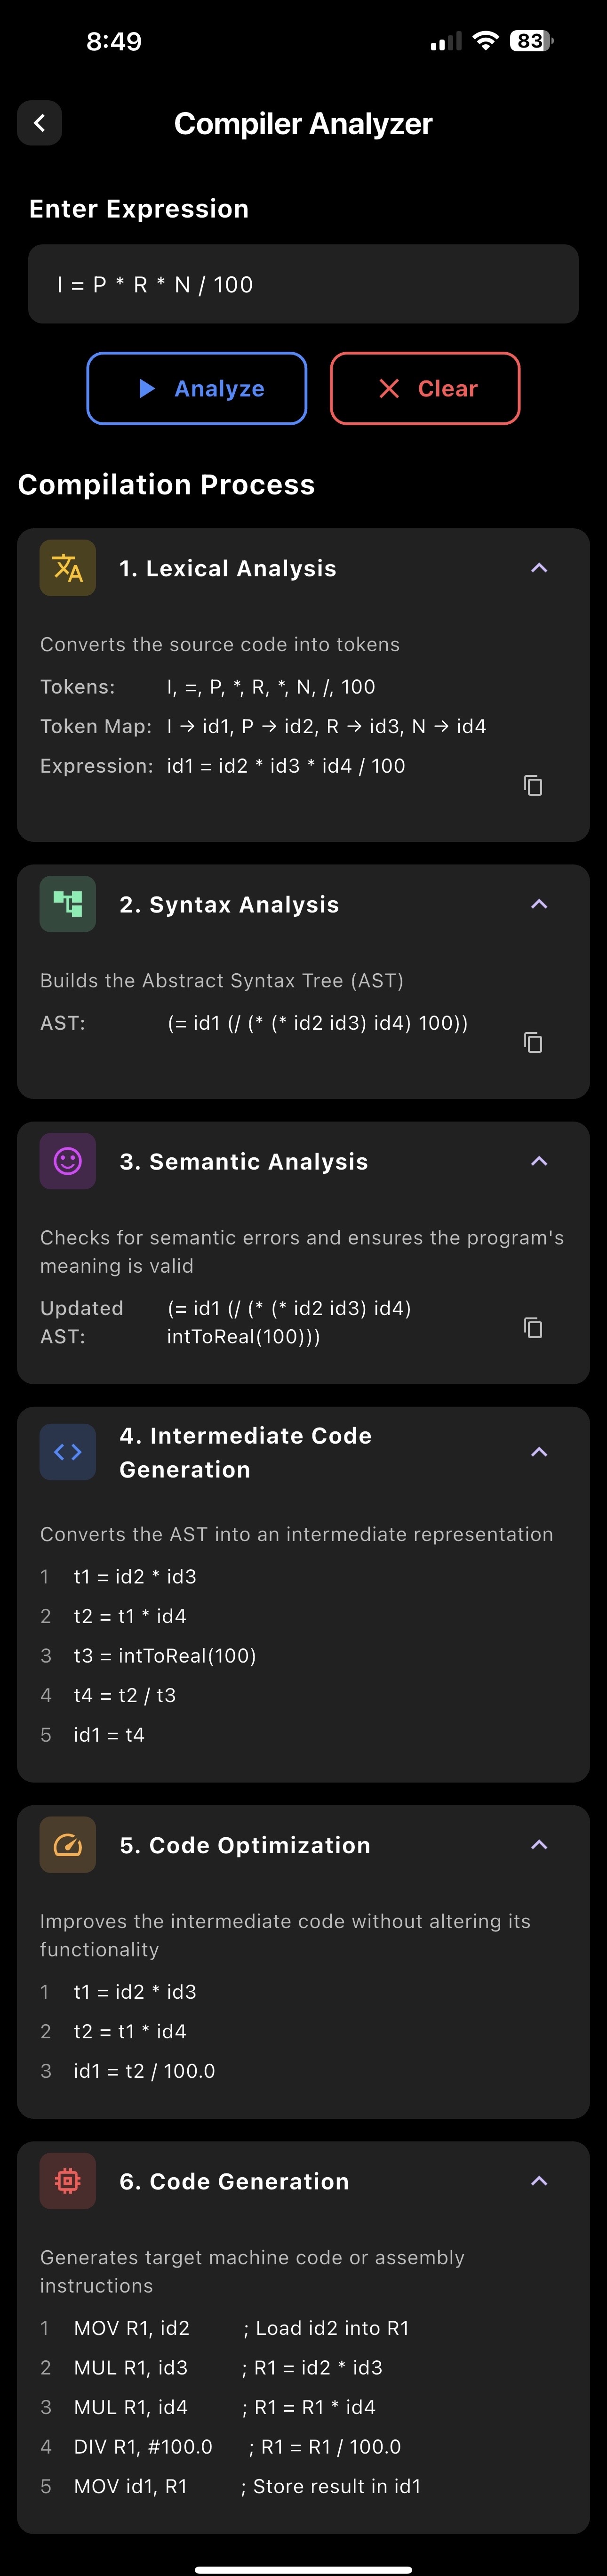 8:49
83
Compiler Analyzer
Enter Expression
I = P * R * N / 100
Analyze
Clear
Compilation Process
1. Lexical Analysis
Converts the source code into tokens
Tokens: I, =, P, *, R, *, N, /, 100
Token Map: I → id1, P → id2, R → id3, N → id4
Expression: id1 = id2 * id3 * id4 / 100
2. Syntax Analysis
Builds the Abstract Syntax Tree (AST)
AST: (= id1 (/ (* (* id2 id3) id4) 100))
3. Semantic Analysis
Checks for semantic errors and ensures the program's
meaning is valid
Updated (= id1 (/ (* (* id2 id3) id4)
AST: intToReal(100)))
4. Intermediate Code
Generation
Converts the AST into an intermediate representation
1 t1 = id2 * id3
2 t2 = t1 * id4
3 t3 = intToReal(100)
4 t4 = t2 / t3
5 id1 = t4
5. Code Optimization
Improves the intermediate code without altering its
functionality
1 t1 = id2 * id3
2 t2 = t1 * id4
3 id1 = t2 / 100.0
6. Code Generation
Generates target machine code or assembly
instructions
1 MOV R1, id2 ; Load id2 into R1
2 MUL R1, id3 ; R1 = id2 * id3
3 MUL R1, id4 ; R1 = R1 * id4
4 DIV R1, #100.0 ; R1 = R1 / 100.0
5 MOV id1, R1 ; Store result in id1